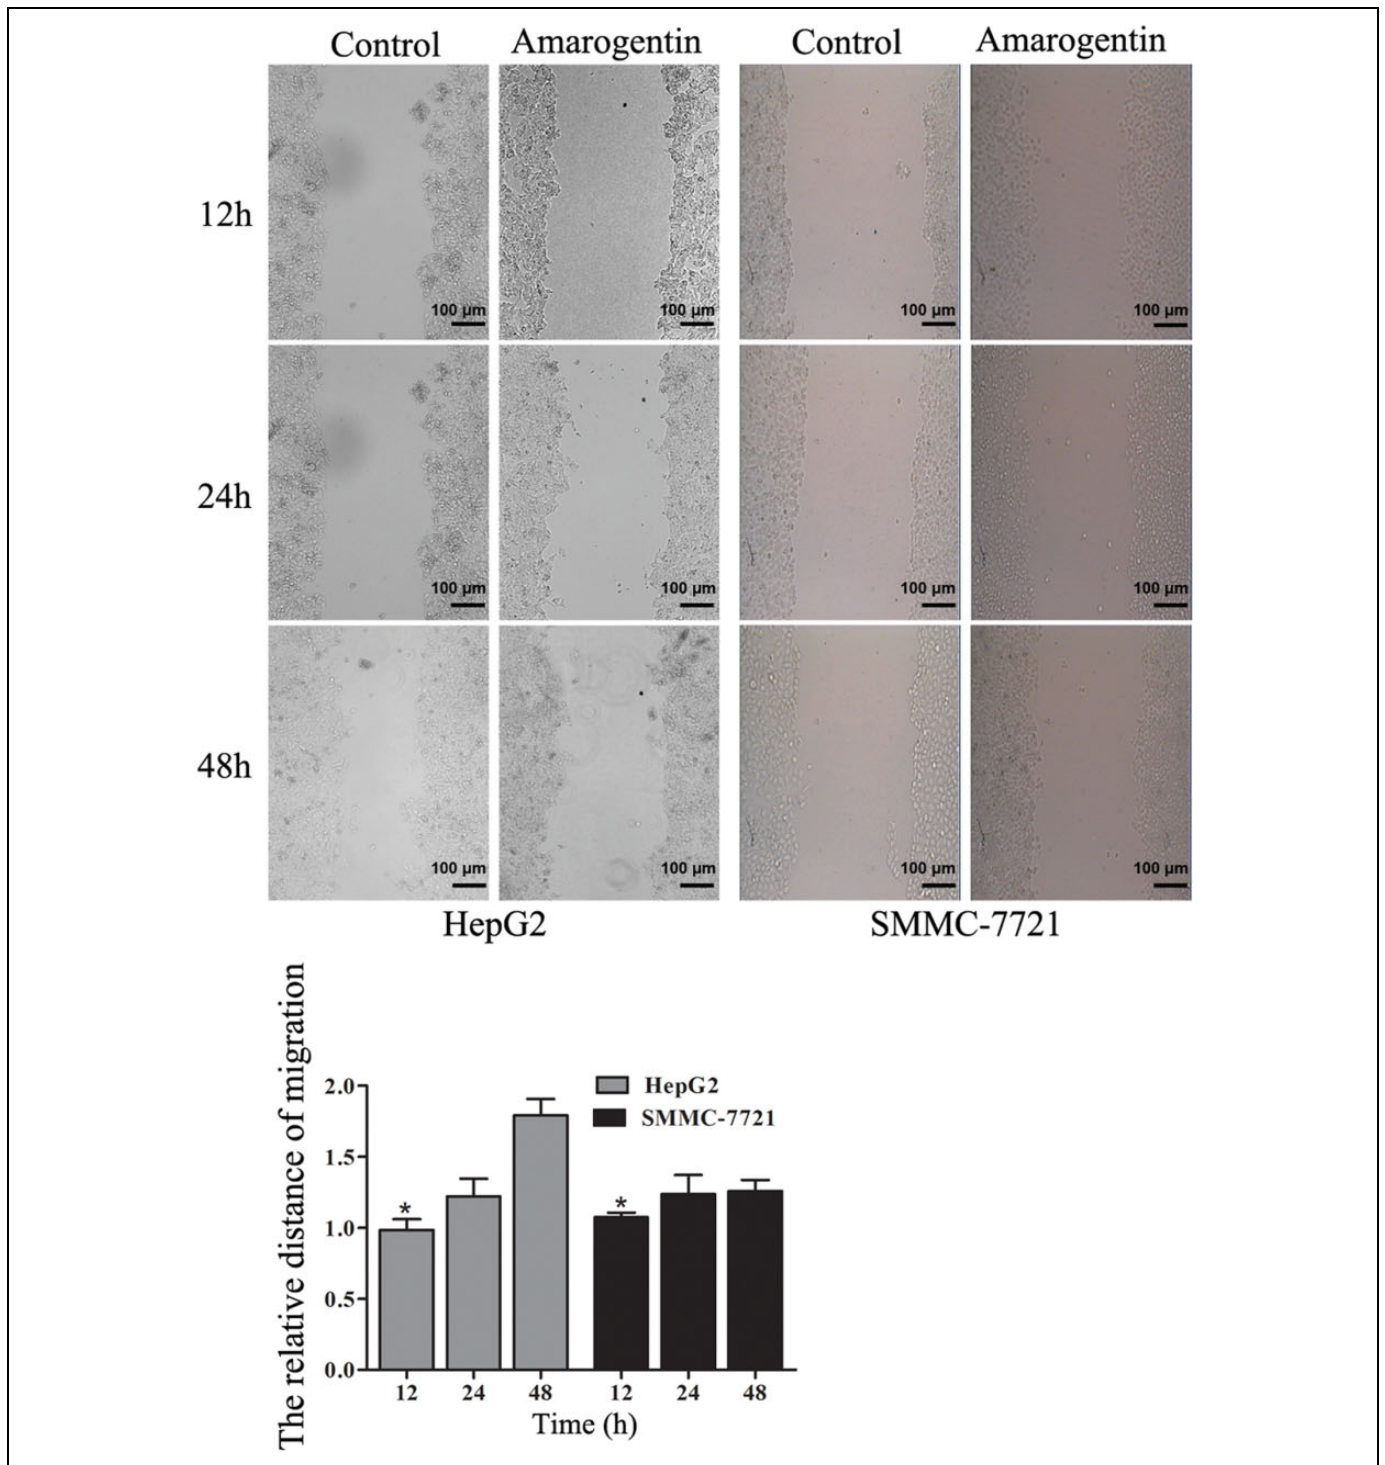 Control Amarogentin Control Amarogentin
12h
100 µm 100 µm 100 µm 100 µm
24h
100 µm 100 µm 100 µm 100 µm
48h
100 µm 100 µm 100 µm 100 µm
HepG2 SMMC-7721
The relative distance of migration
2.0
1.5
1.0
0.5
0.0
HepG2
SMMC-7721
* *
12 24 48 12 24 48
Time (h)